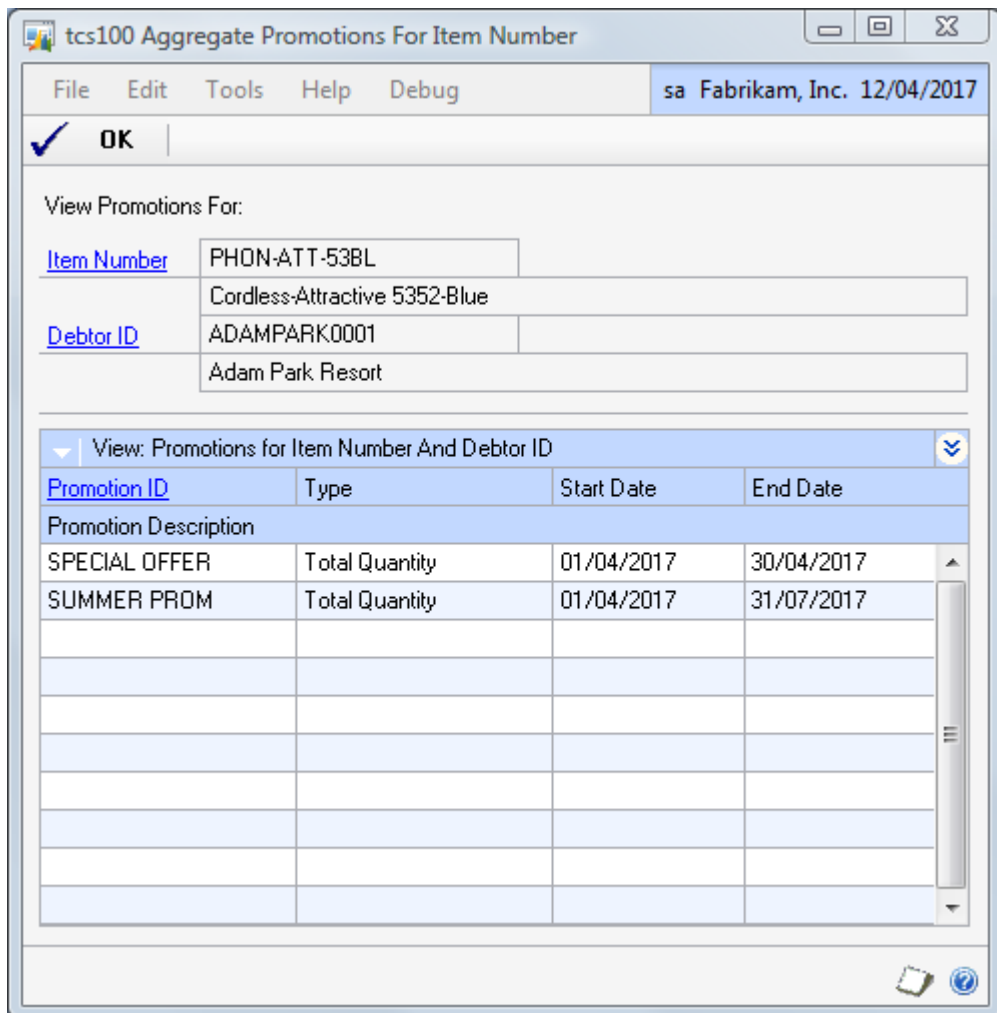 tcs100 Aggregate Promotions For Item Number
File Edit Tools Help Debug sa Fabrikam, Inc. 12/04/2017
OK
View Promotions For:
Item Number PHON-ATT-53BL
Cordless-Attractive 5352-Blue
Debtor ID ADAMPARK0001
Adam Park Resort
View: Promotions for Item Number And Debtor ID
Promotion ID Type Start Date End Date
Promotion Description
SPECIAL OFFER Total Quantity 01/04/2017 30/04/2017
SUMMER PROM Total Quantity 01/04/2017 31/07/2017